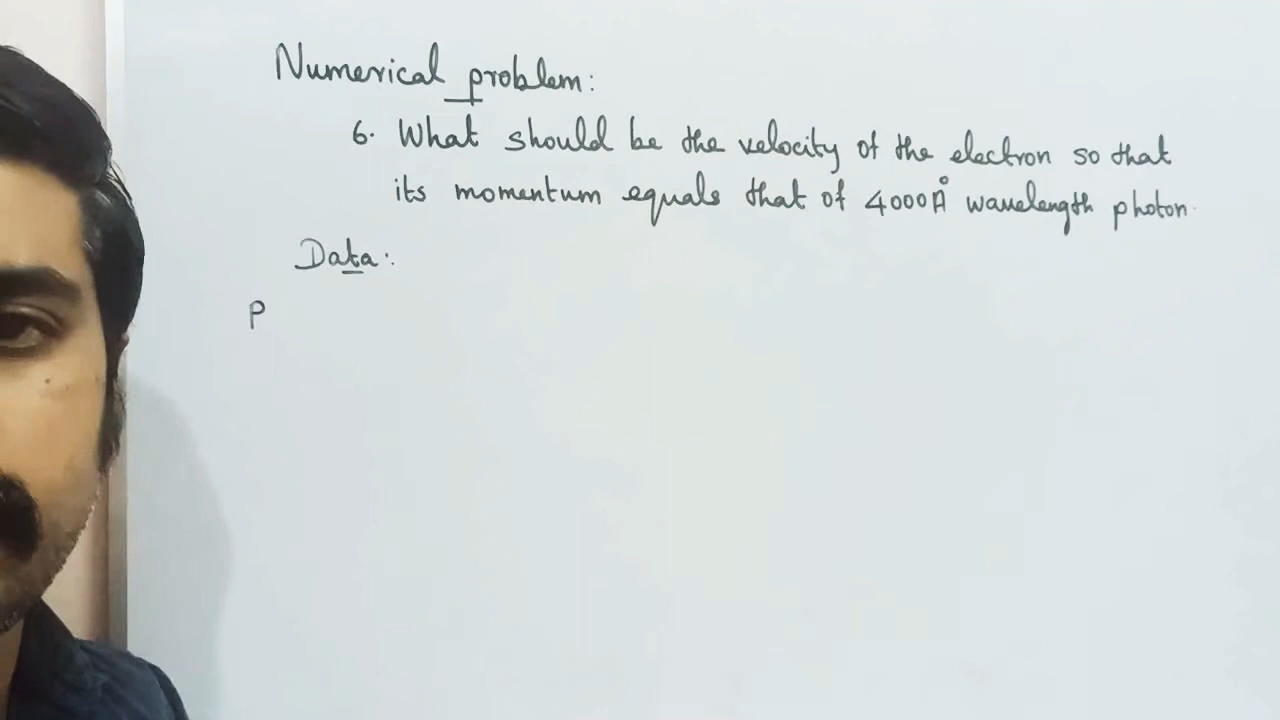 Numerical problem:
6. What should be the velocity of the electron so that
its momentum equals that of 4000Å wavelength photon.
Data:
P